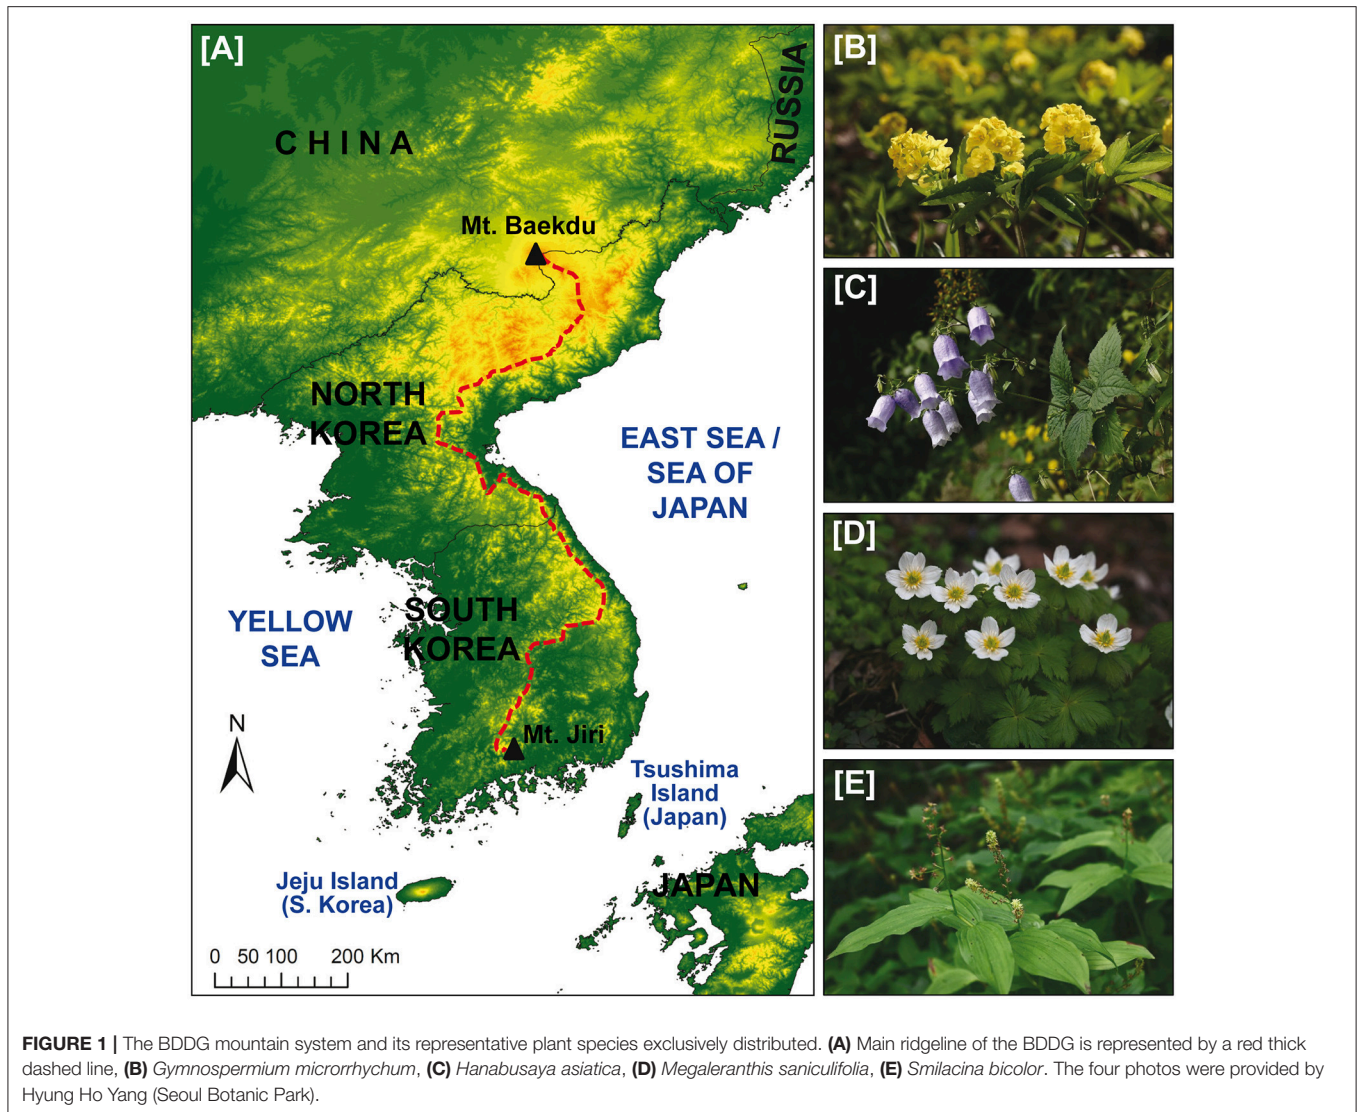 [A]
CHINA
RUSSIA
Mt. Baekdu
NORTH
KOREA
EAST SEA /
SEA OF
JAPAN
YELLOW
SEA
SOUTH
KOREA
N
Mt. Jiri
Tsushima
Island
(Japan)
Jeju Island
(S. Korea)
JAPAN
0 50 100 200 Km
[B]
[C]
[D]
[E]
FIGURE 1 | The BDDG mountain system and its representative plant species exclusively distributed. (A) Main ridgeline of the BDDG is represented by a red thick
dashed line, (B) Gymnospermium microrrhychum, (C) Hanabusaya asiatica, (D) Megaleranthis saniculifolia, (E) Smilacina bicolor. The four photos were provided by
Hyung Ho Yang (Seoul Botanic Park).